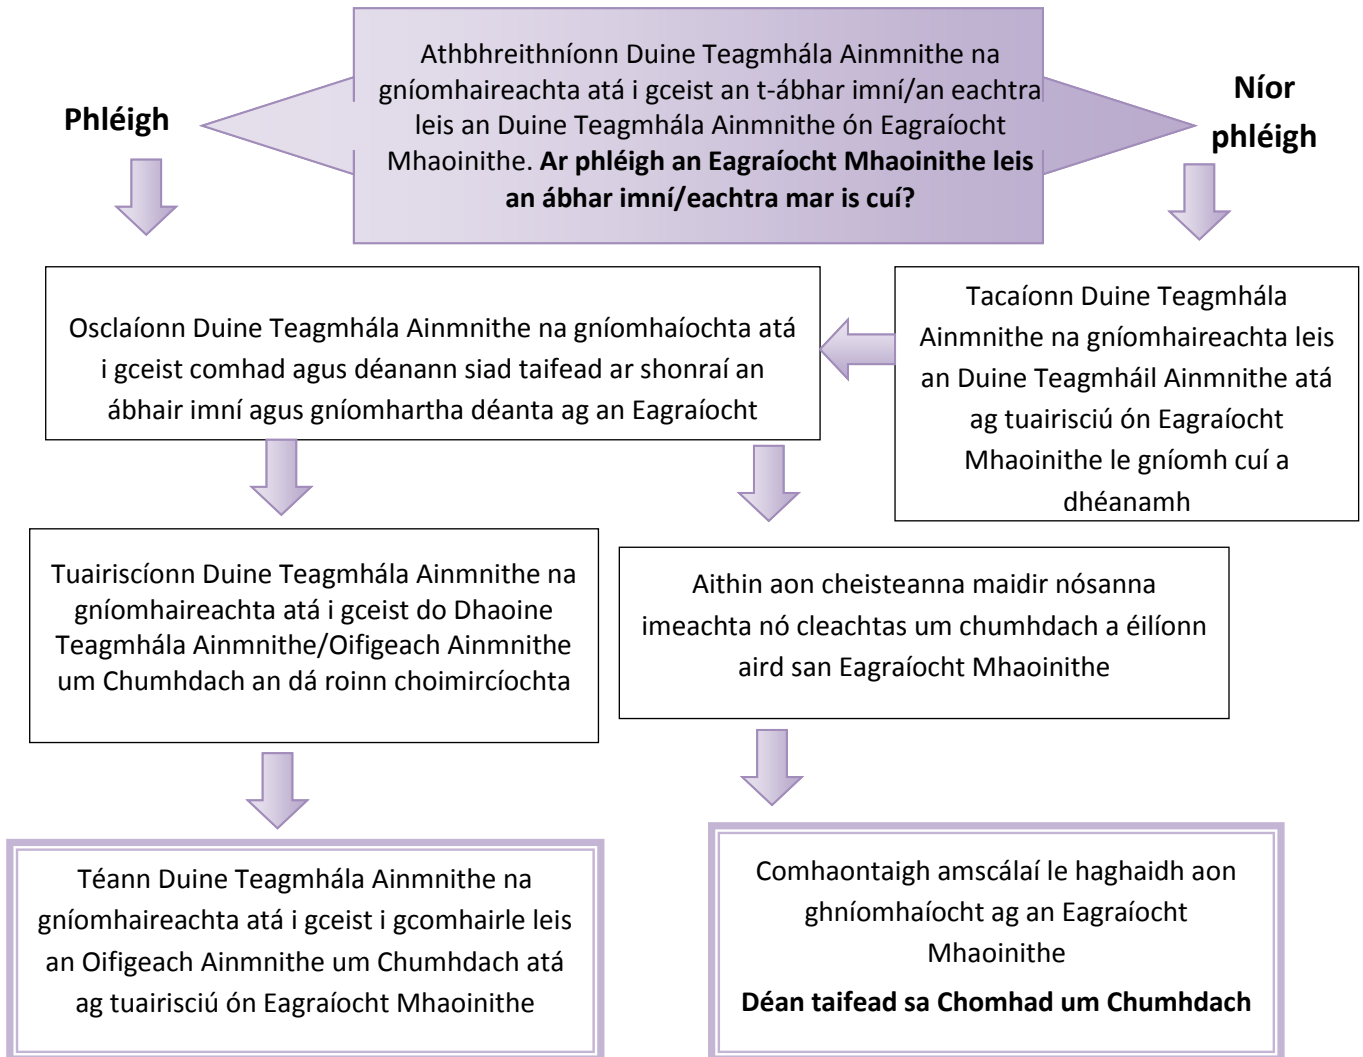 Athbhreithníonn Duine Teagmhála Ainmnithe na
gníomhaireachta atá i gceist an t-ábhar imní/an eachtra
leis an Duine Teagmhála Ainmnithe ón Eagraíocht
Mhaoinithe. Ar phléigh an Eagraíocht Mhaoinithe leis
an ábhar imní/eachtra mar is cuí?
Phléigh
Níor
phléigh
Osclaíonn Duine Teagmhála Ainmnithe na gníomhaíochta atá
i gceist comhad agus déanann siad taifead ar shonraí an
ábhair imní agus gníomhartha déanta ag an Eagraíocht
Tacaíonn Duine Teagmhála
Ainmnithe na gníomhaireachta leis
an Duine Teagmháil Ainmnithe atá
ag tuairisciú ón Eagraíocht
Mhaoinithe le gníomh cuí a
dhéanamh
Tuairiscíonn Duine Teagmhála Ainmnithe na
gníomhaireachta atá i gceist do Dhaoine
Teagmhála Ainmnithe/Oifigeach Ainmnithe
um Chumhdach an dá roinn choimircíochta
Aithin aon cheisteanna maidir nósanna
imeachta nó cleachtas um chumhdach a éilíonn
aird san Eagraíocht Mhaoinithe
Téann Duine Teagmhála Ainmnithe na
gníomhaireachta atá i gceist i gcomhairle leis
an Oifigeach Ainmnithe um Chumhdach atá
ag tuairisciú ón Eagraíocht Mhaoinithe
Comhaontaigh amscálaí le haghaidh aon
ghníomhaíocht ag an Eagraíocht
Mhaoinithe
Déan taifead sa Chomhad um Chumhdach